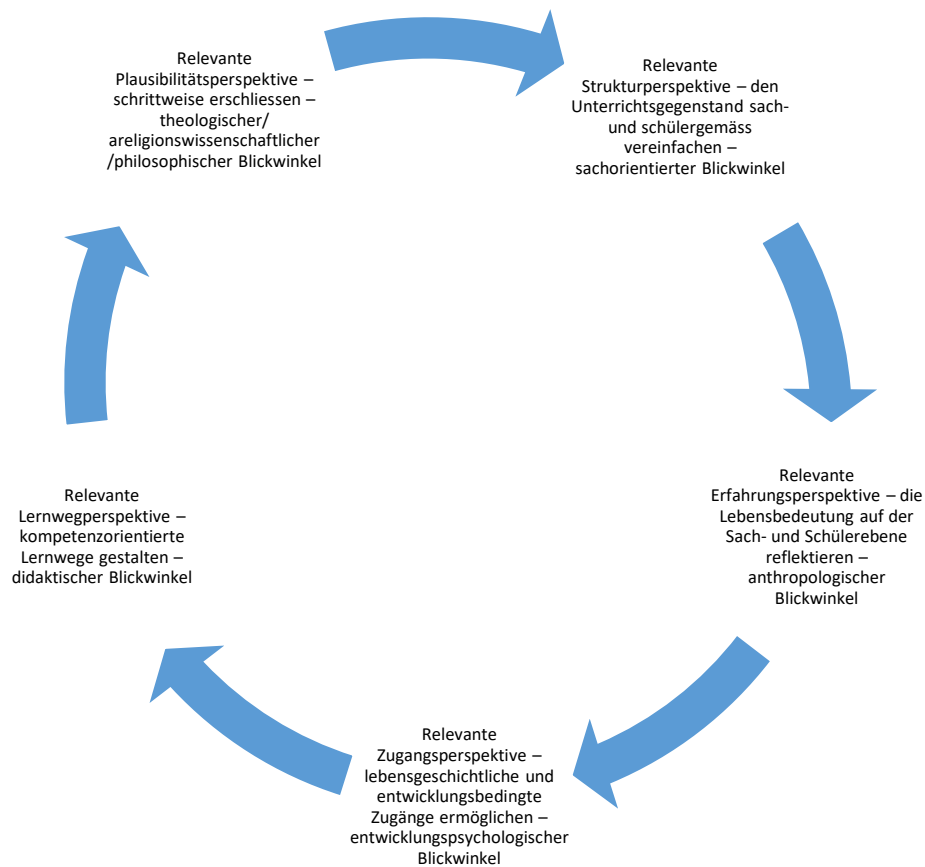 Relevante
Plausibilitätsperspektive –
schrittweise erschliessen –
theologischer/
areligionswissenschaftlicher
/philosophischer Blickwinkel
Relevante
Strukturperspektive – den
Unterrichtsgegenstand sach-
und schülergemäss
vereinfachen –
sachorientierter Blickwinkel
Relevante
Erfahrungsperspektive – die
Lebensbedeutung auf der
Sach- und Schülerebene
reflektieren –
anthropologischer
Blickwinkel
Relevante
Zugangsperspektive –
lebensgeschichtliche und
entwicklungsbedingte
Zugänge ermöglichen –
entwicklungspsychologischer
Blickwinkel
Relevante
Lernwegperspektive –
kompetenzorientierte
Lernwege gestalten –
didaktischer Blickwinkel